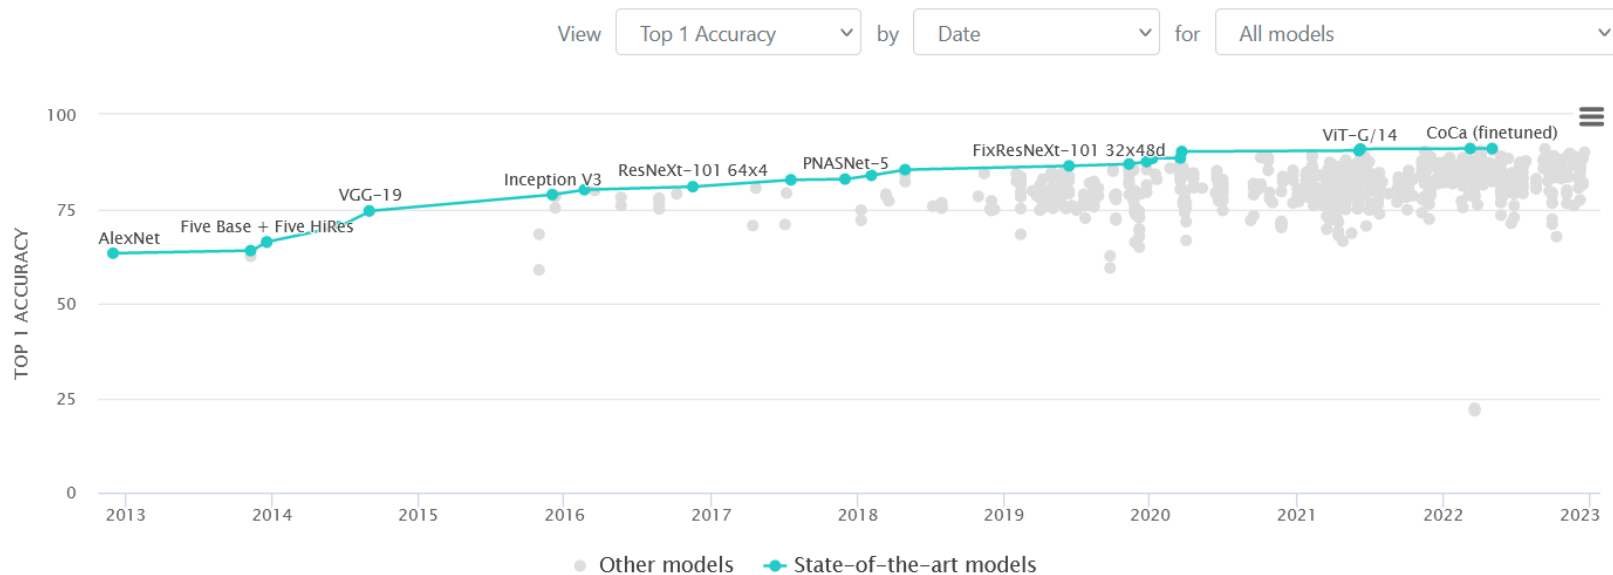 View Top 1 Accuracy by Date for All models
100
75
50
25
0
TOP 1 ACCURACY
AlexNet
Five Base + Five HiRes
VGG-19
Inception V3
ResNeXt-101 64x4
PNASNet-5
FixResNeXt-101 32x48d
ViT-G/14
CoCa (finetuned)
2013 2014 2015 2016 2017 2018 2019 2020 2021 2022 2023
Other models State-of-the-art models